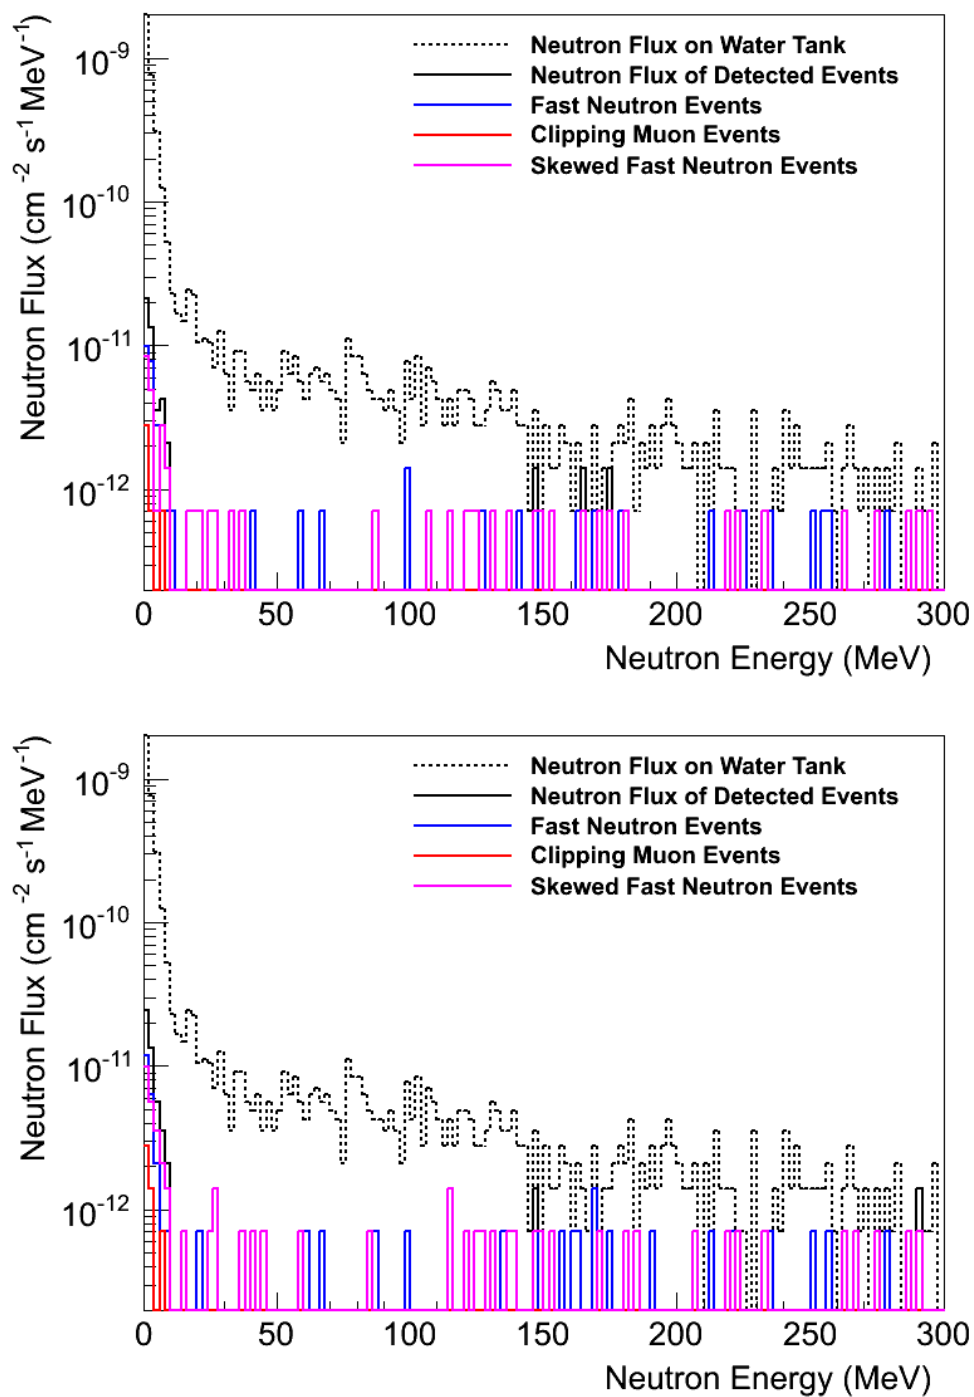 Neutron Flux (cm⁻² s⁻¹ MeV⁻¹)
10⁻⁹
10⁻¹⁰
10⁻¹¹
10⁻¹²
Neutron Flux on Water Tank
Neutron Flux of Detected Events
Fast Neutron Events
Clipping Muon Events
Skewed Fast Neutron Events
0 50 100 150 200 250 300
Neutron Energy (MeV)
Neutron Flux (cm⁻² s⁻¹ MeV⁻¹)
10⁻⁹
10⁻¹⁰
10⁻¹¹
10⁻¹²
Neutron Flux on Water Tank
Neutron Flux of Detected Events
Fast Neutron Events
Clipping Muon Events
Skewed Fast Neutron Events
0 50 100 150 200 250 300
Neutron Energy (MeV)